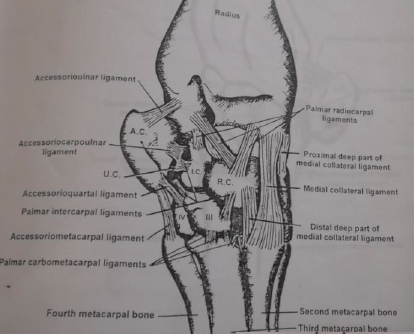 Radius
Accessorioulnar ligament
Palmar radiocarpal
ligaments
A.C.
Accessoriocarpoulnar
ligament
Proximal deep part of
medial collateral ligament
U.C.
I.C.
R.C.
Medial collateral ligament
Accessorioquartal ligament
Palmar intercarpal ligaments
IV
III
Distal deep part of
medial collateral ligament
Accessoriometacarpal ligament
Palmar carbometacarpal ligaments
Fourth metacarpal bone
Second metacarpal bone
Third metacarpal bone